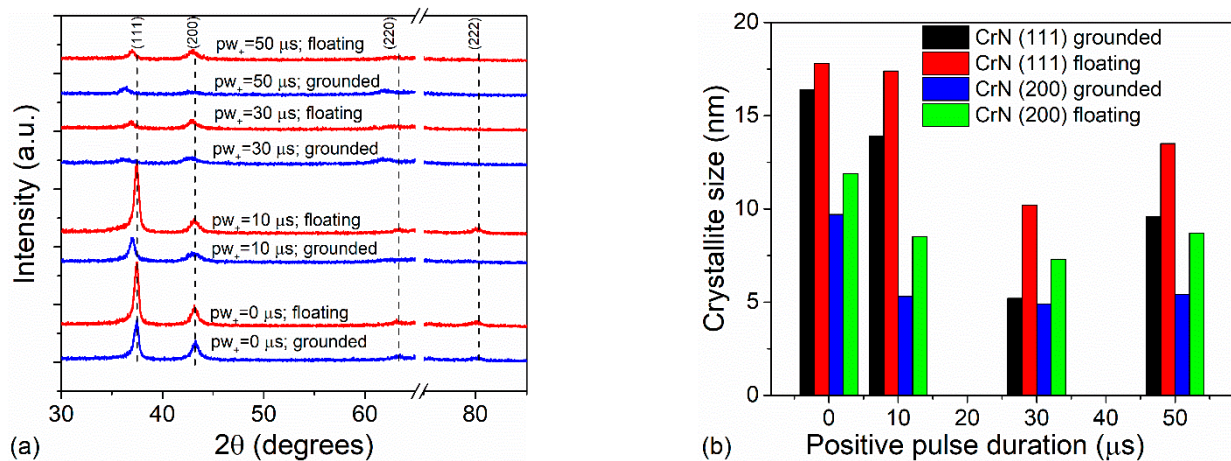 (111)
(200)
(220)
(222)
pw₊=50 μs; floating
pw₊=50 μs; grounded
pw₊=30 μs; floating
pw₊=30 μs; grounded
pw₊=10 μs; floating
pw₊=10 μs; grounded
pw₊=0 μs; floating
pw₊=0 μs; grounded
Intensity (a.u.)
30 40 50 60 80
2θ (degrees)
(a)
(b)
CrN (111) grounded
CrN (111) floating
CrN (200) grounded
CrN (200) floating
Crystallite size (nm)
20
15
10
5
0
0 10 20 30 40 50
Positive pulse duration (μs)